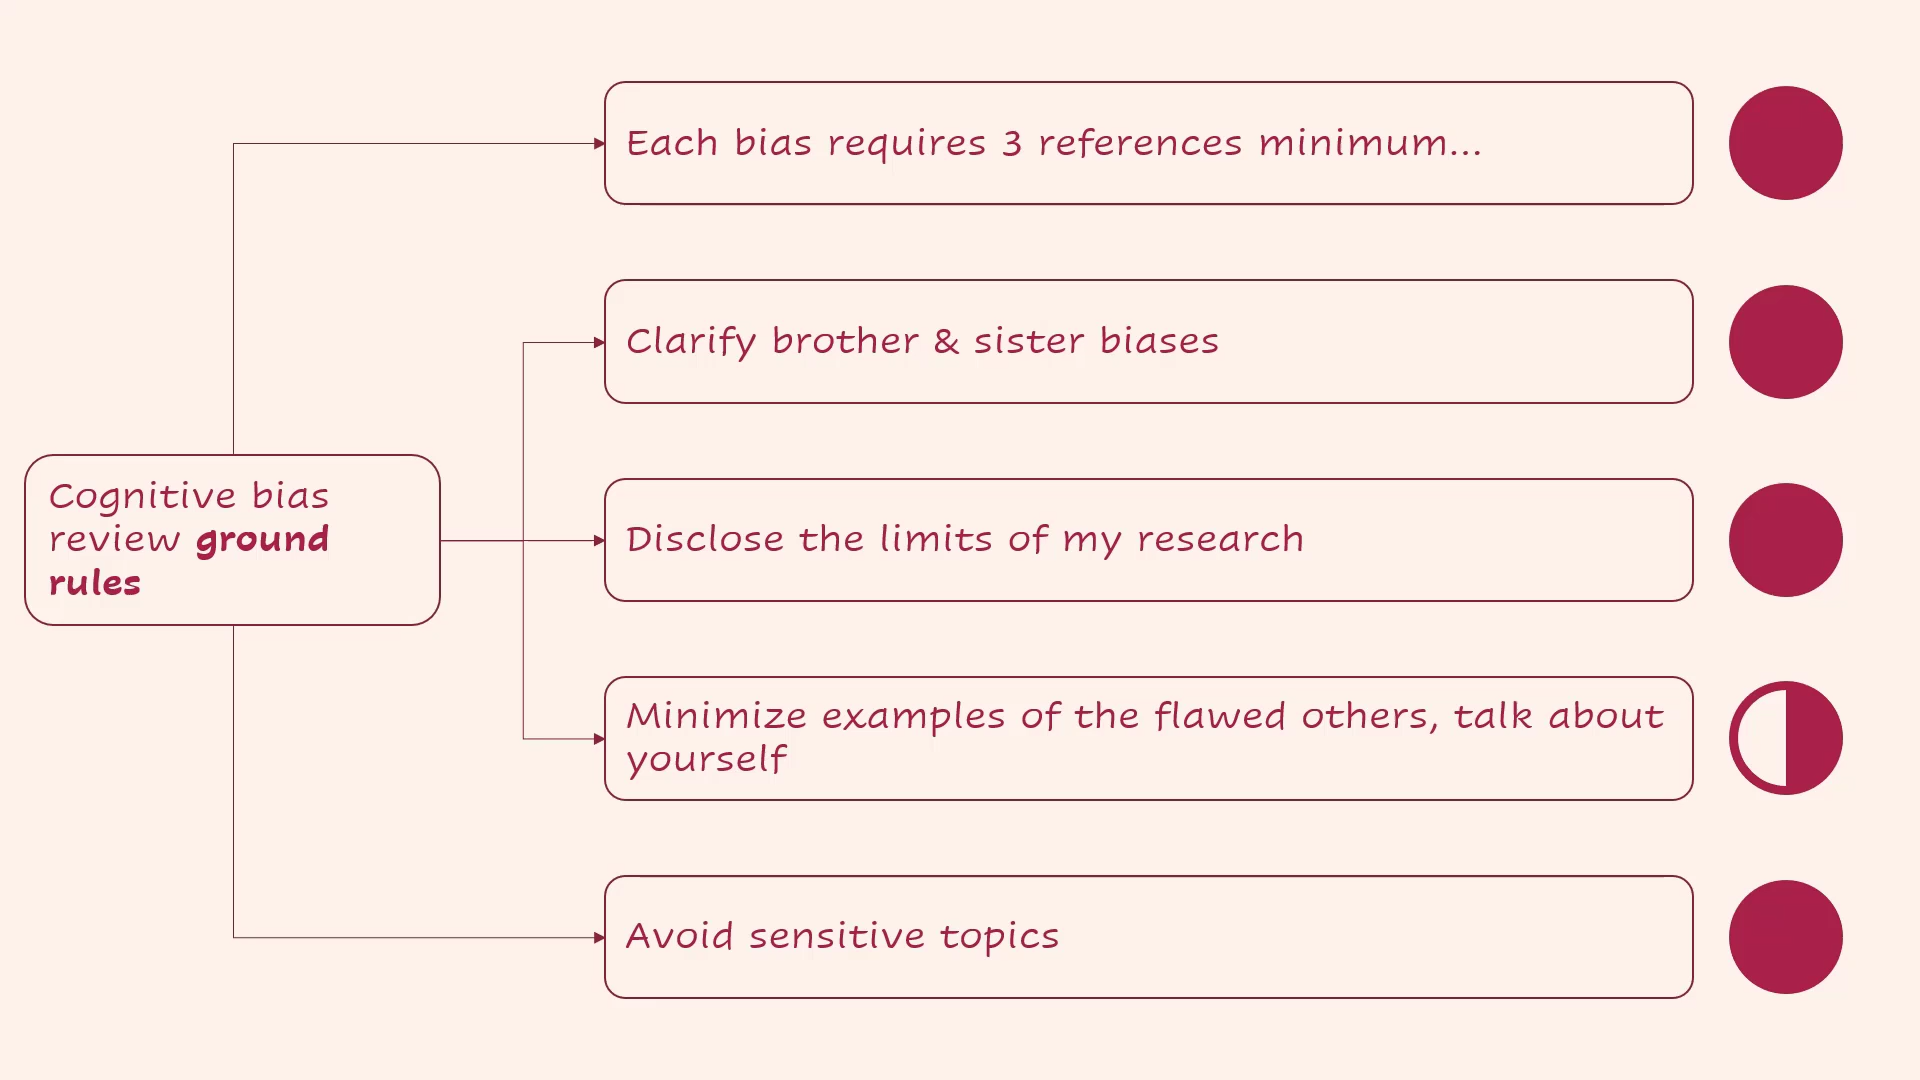 Each bias requires 3 references minimum...
Clarify brother & sister biases
Cognitive bias
review ground
rules
Disclose the limits of my research
Minimize examples of the flawed others, talk about
yourself
Avoid sensitive topics